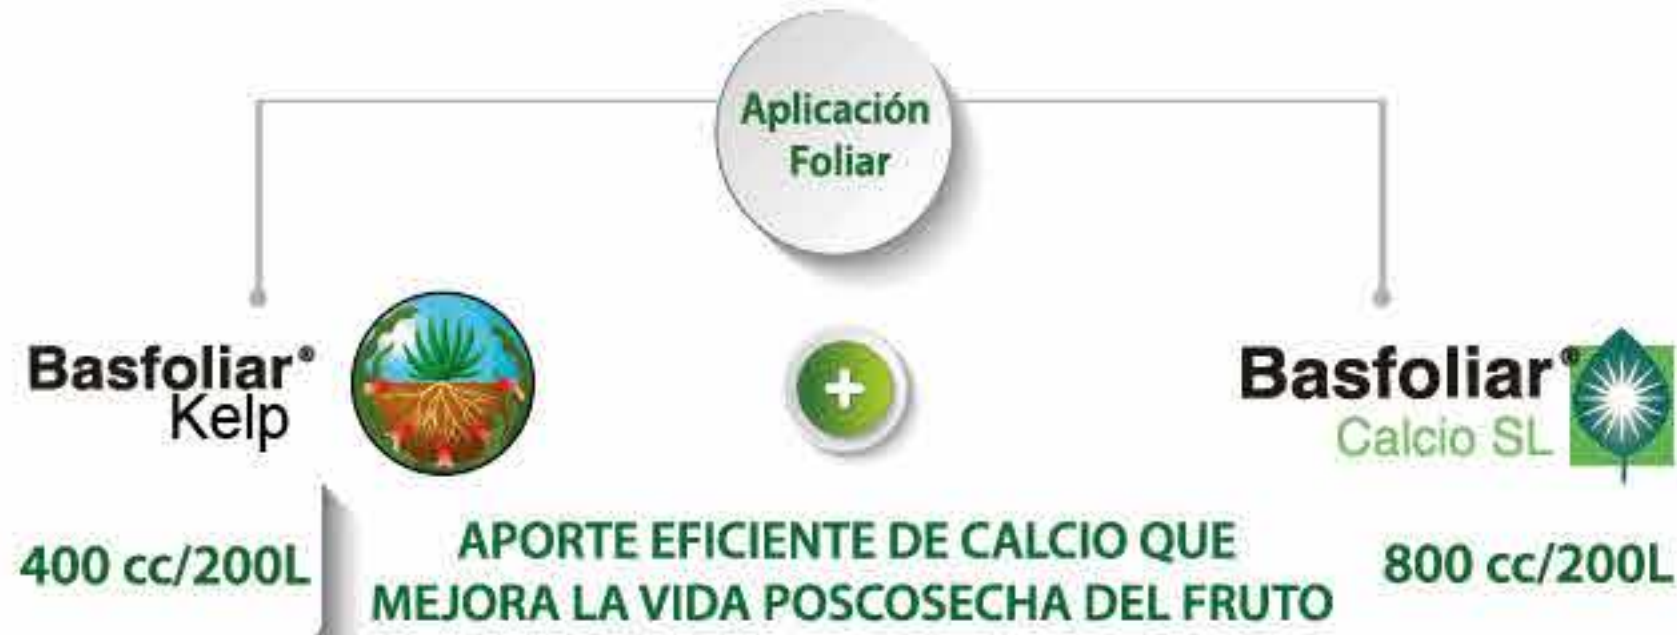 Aplicación
Foliar
Basfoliar®
Kelp
+
Basfoliar®
Calcio SL
400 cc/200L
APORTE EFICIENTE DE CALCIO QUE
MEJORA LA VIDA POSCOSECHA DEL FRUTO
800 cc/200L